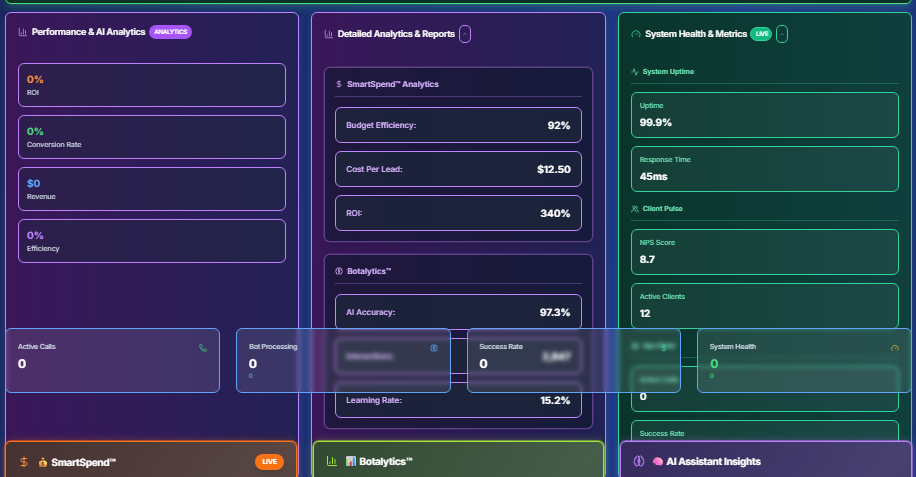 Performance & AI Analytics ANALYTICS
0%
ROI
0%
Conversion Rate
$0
Revenue
0%
Efficiency
Detailed Analytics & Reports
$ SmartSpend™ Analytics
Budget Efficiency: 92%
Cost Per Lead: $12.50
ROI: 340%
Botalytics™
AI Accuracy: 97.3%
Learning Rate: 15.2%
System Health & Metrics LIVE
System Uptime
Uptime
99.9%
Response Time
45ms
Client Pulse
NPS Score
8.7
Active Clients
12
0
Success Rate
Active Calls
0
Bot Processing
0
0
Success Rate
0
$
System Health
0
0
$ 💰 SmartSpend™ LIVE
📊 Botalytics™
🧠 AI Assistant Insights